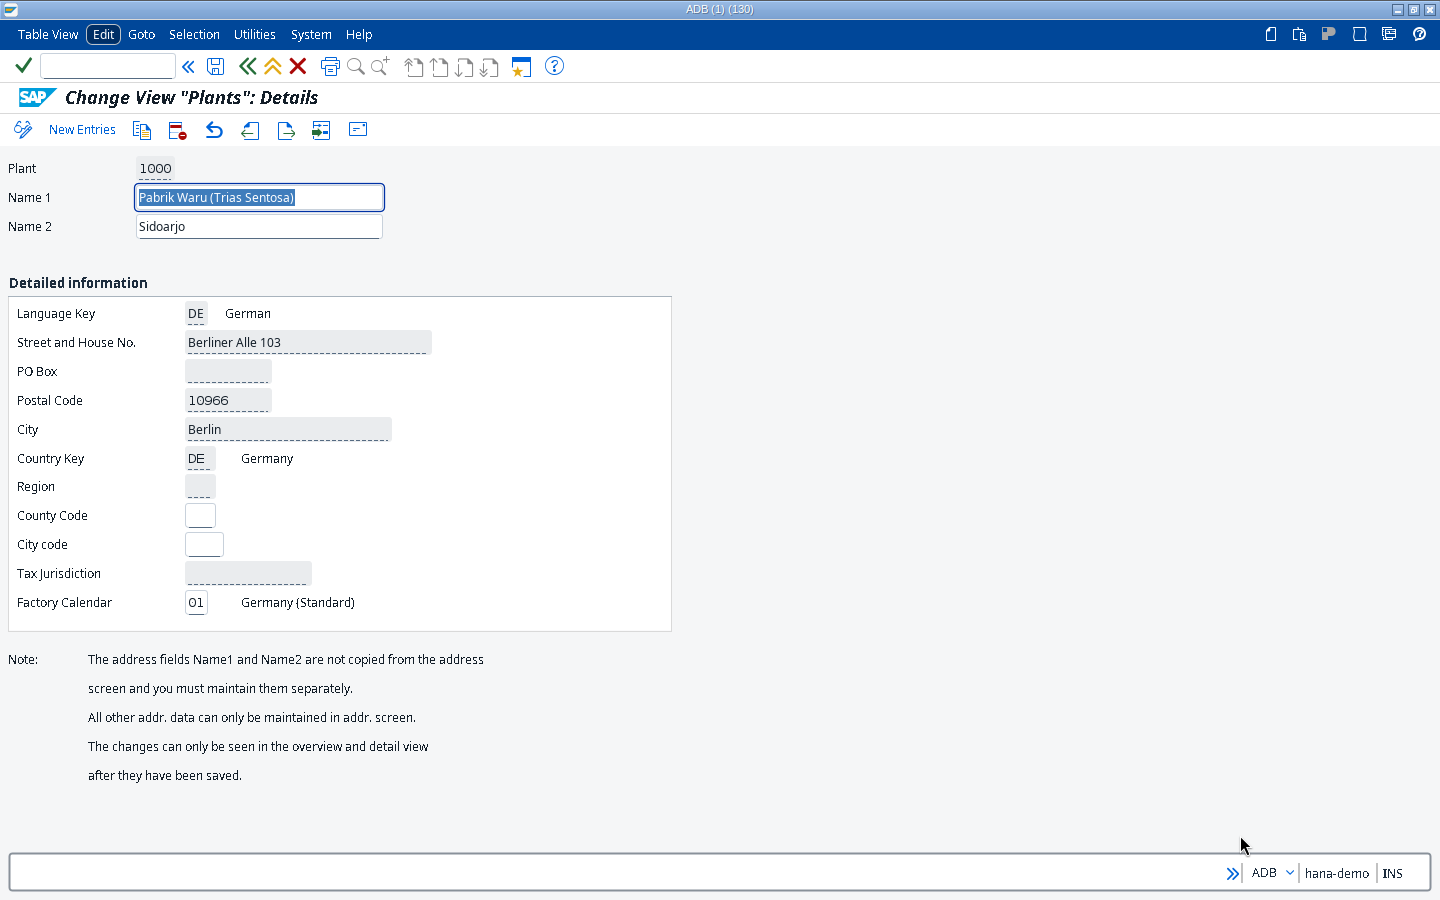 ADB (1) (130)
Table View Edit Goto Selection Utilities System Help
SAP Change View "Plants": Details
New Entries
Plant 1000
Name 1 Pabrik Waru (Trias Sentosa)
Name 2 Sidoarjo
Detailed information
Language Key DE German
Street and House No. Berliner Alle 103
PO Box
Postal Code 10966
City Berlin
Country Key DE Germany
Region
County Code
City code
Tax Jurisdiction
Factory Calendar 01 Germany (Standard)
Note: The address fields Name1 and Name2 are not copied from the address
screen and you must maintain them separately.
All other addr. data can only be maintained in addr. screen.
The changes can only be seen in the overview and detail view
after they have been saved.
ADB hana-demo INS